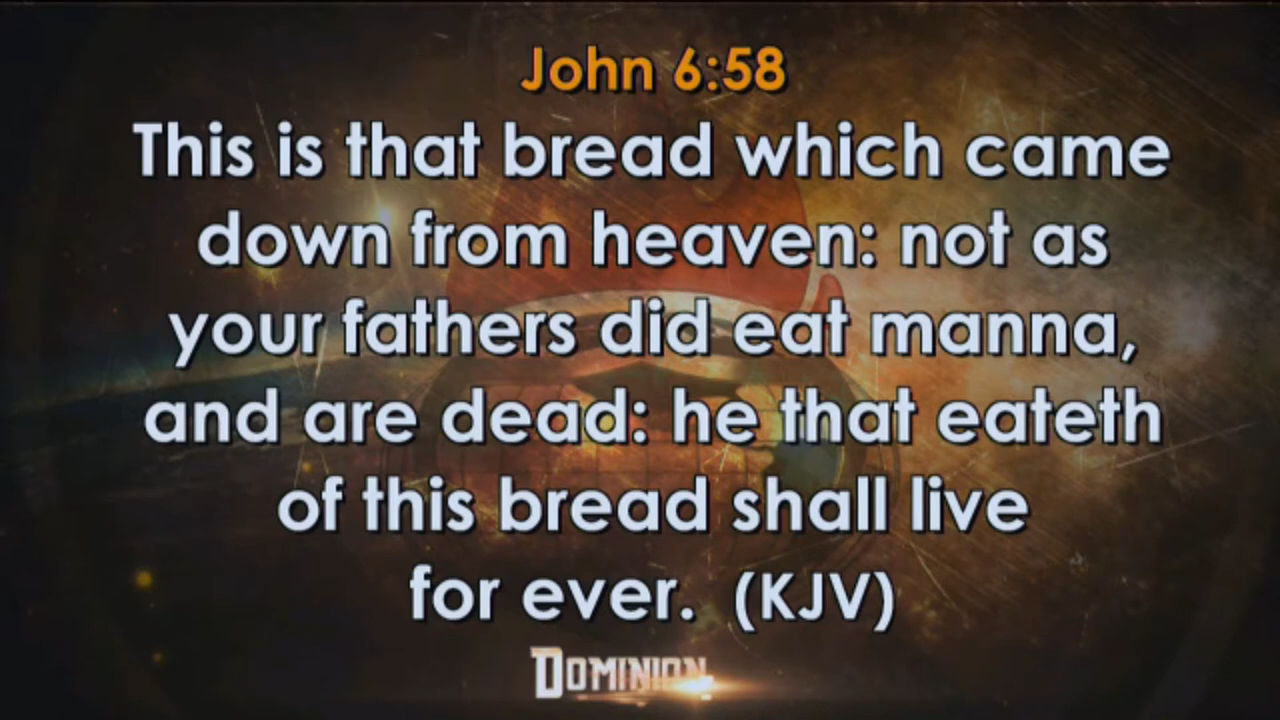 John 6:58
This is that bread which came
down from heaven: not as
your fathers did eat manna,
and are dead: he that eateth
of this bread shall live
for ever. (KJV)
DOMINION